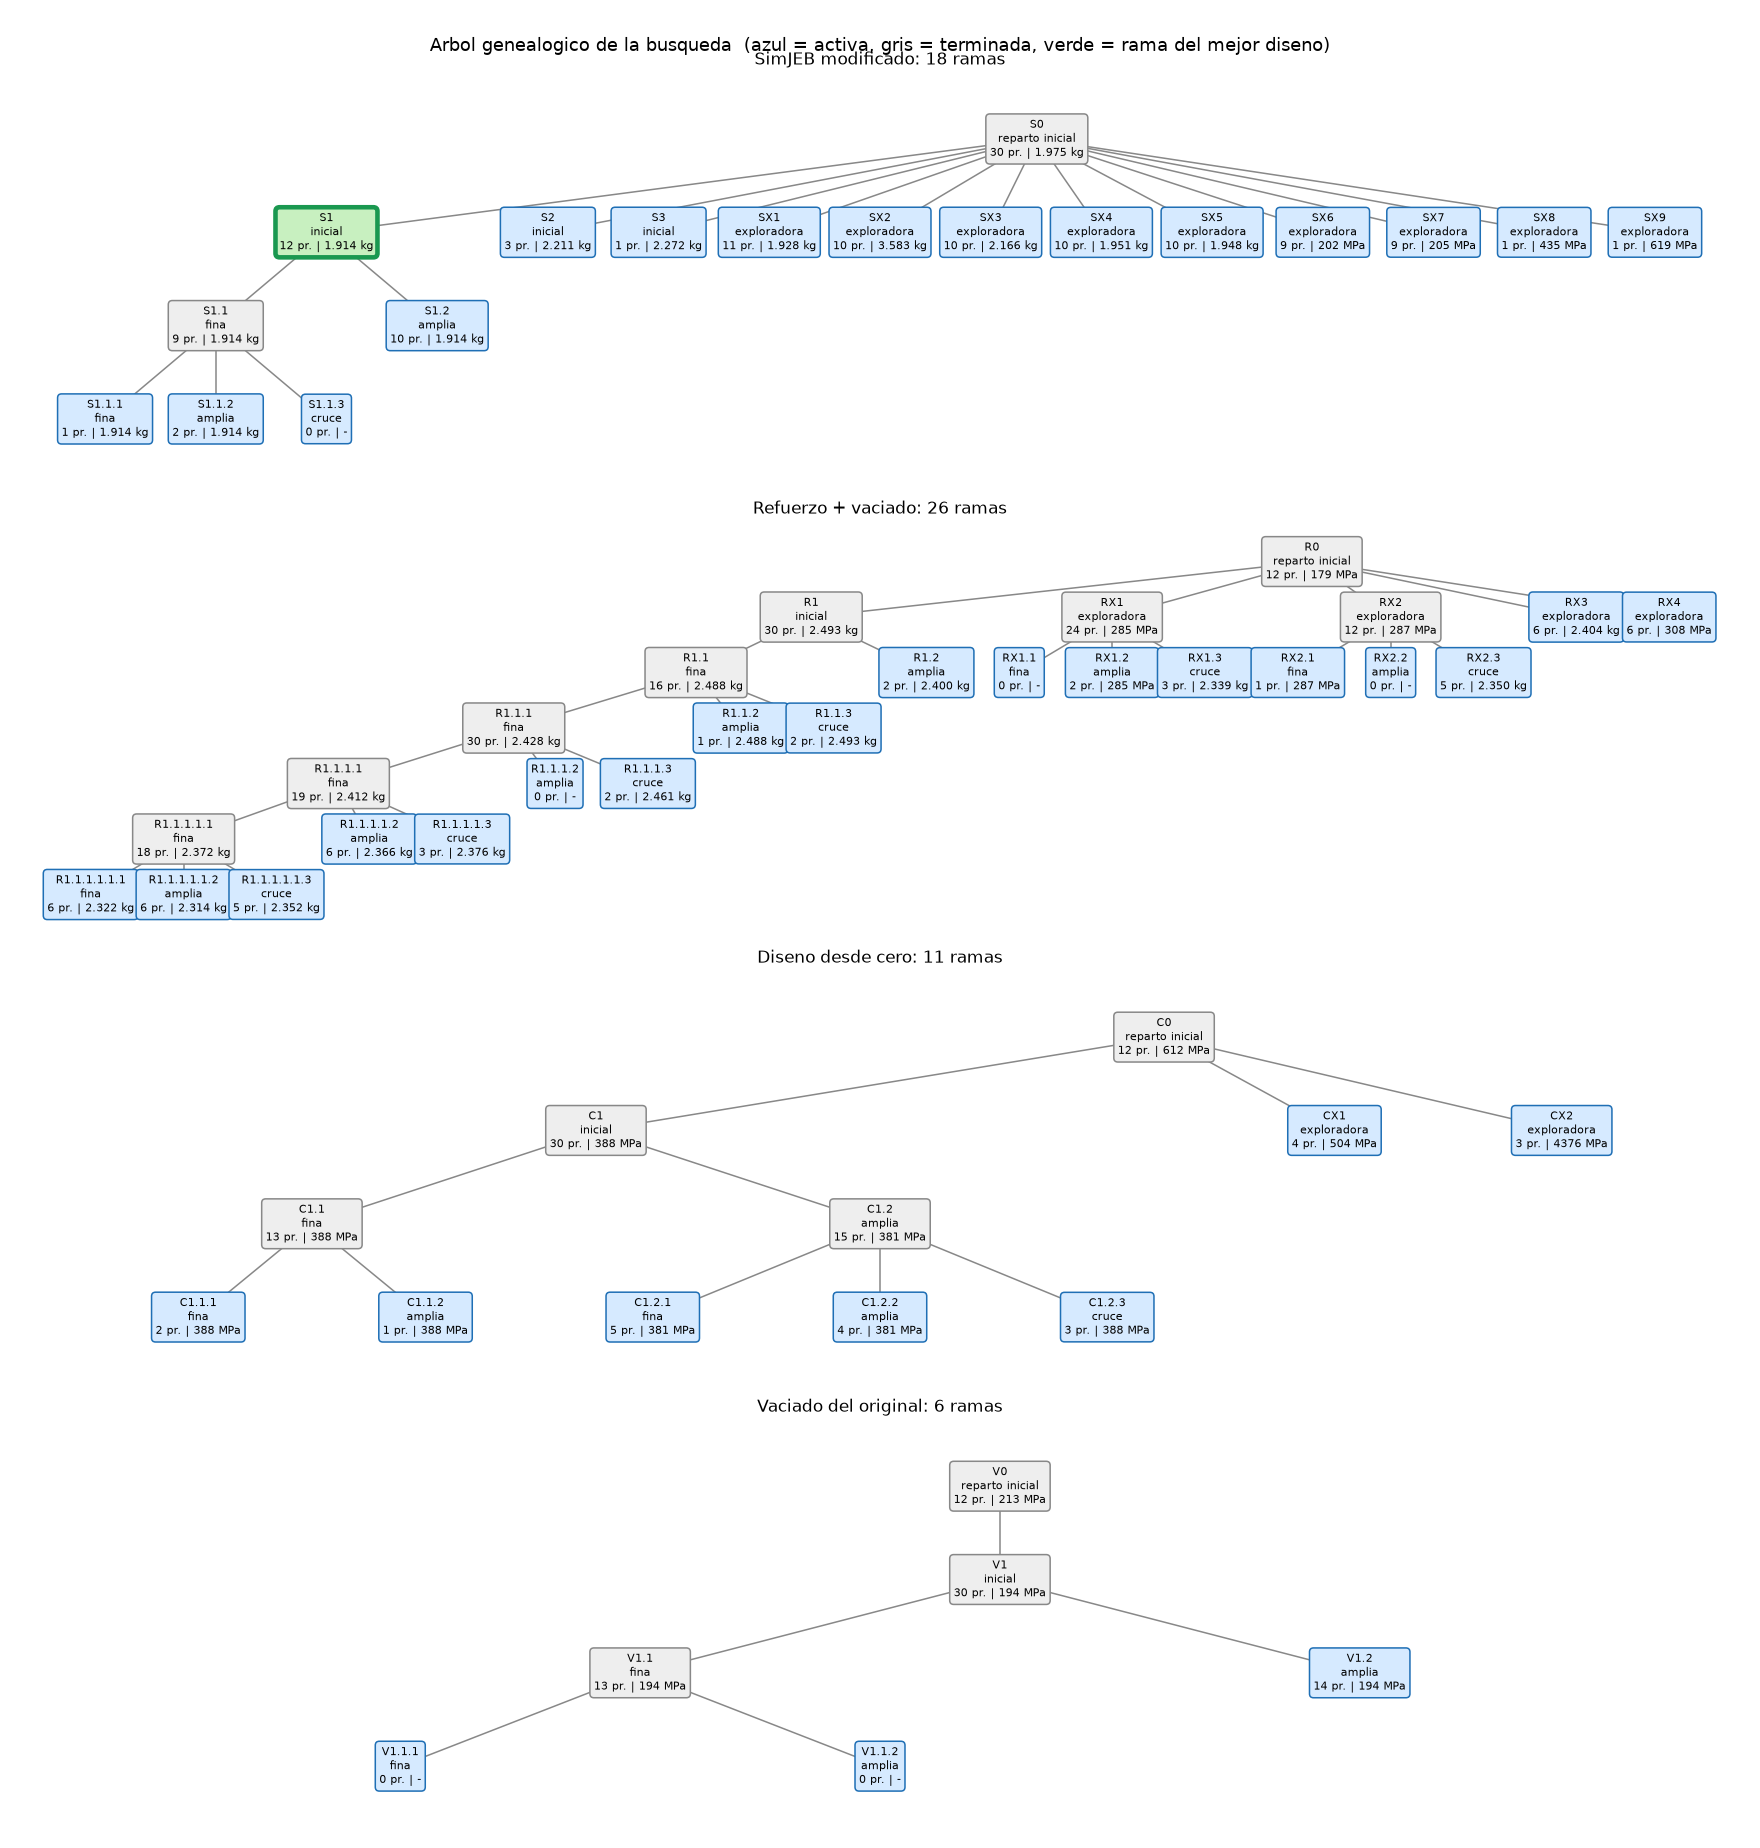 Arbol genealogico de la busqueda  (azul = activa, gris = terminada, verde = rama del mejor diseno)
SimJEB modificado: 18 ramas
S0
reparto inicial
30 pr. | 1.975 kg
S1
inicial
12 pr. | 1.914 kg
S2
inicial
3 pr. | 2.211 kg
S3
inicial
1 pr. | 2.272 kg
SX1
exploradora
11 pr. | 1.928 kg
SX2
exploradora
10 pr. | 3.583 kg
SX3
exploradora
10 pr. | 2.166 kg
SX4
exploradora
10 pr. | 1.951 kg
SX5
exploradora
10 pr. | 1.948 kg
SX6
exploradora
9 pr. | 202 MPa
SX7
exploradora
9 pr. | 205 MPa
SX8
exploradora
1 pr. | 435 MPa
SX9
exploradora
1 pr. | 619 MPa
S1.1
fina
9 pr. | 1.914 kg
S1.2
amplia
10 pr. | 1.914 kg
S1.1.1
fina
1 pr. | 1.914 kg
S1.1.2
amplia
2 pr. | 1.914 kg
S1.1.3
cruce
0 pr. | -
Refuerzo + vaciado: 26 ramas
R0
reparto inicial
12 pr. | 179 MPa
R1
inicial
30 pr. | 2.493 kg
RX1
exploradora
24 pr. | 285 MPa
RX2
exploradora
12 pr. | 287 MPa
RX3
exploradora
6 pr. | 2.404 kg
RX4
exploradora
6 pr. | 308 MPa
R1.1
fina
16 pr. | 2.488 kg
R1.2
amplia
2 pr. | 2.400 kg
RX1.1
fina
0 pr. | -
RX1.2
amplia
2 pr. | 285 MPa
RX1.3
cruce
3 pr. | 2.339 kg
RX2.1
fina
1 pr. | 287 MPa
RX2.2
amplia
0 pr. | -
RX2.3
cruce
5 pr. | 2.350 kg
R1.1.1
fina
30 pr. | 2.428 kg
R1.1.2
amplia
1 pr. | 2.488 kg
R1.1.3
cruce
2 pr. | 2.493 kg
R1.1.1.1
fina
19 pr. | 2.412 kg
R1.1.1.2
amplia
0 pr. | -
R1.1.1.3
cruce
2 pr. | 2.461 kg
R1.1.1.1.1
fina
18 pr. | 2.372 kg
R1.1.1.1.2
amplia
6 pr. | 2.366 kg
R1.1.1.1.3
cruce
3 pr. | 2.376 kg
R1.1.1.1.1.1
fina
6 pr. | 2.322 kg
R1.1.1.1.1.2
amplia
6 pr. | 2.314 kg
R1.1.1.1.1.3
cruce
5 pr. | 2.352 kg
Diseno desde cero: 11 ramas
C0
reparto inicial
12 pr. | 612 MPa
C1
inicial
30 pr. | 388 MPa
CX1
exploradora
4 pr. | 504 MPa
CX2
exploradora
3 pr. | 4376 MPa
C1.1
fina
13 pr. | 388 MPa
C1.2
amplia
15 pr. | 381 MPa
C1.1.1
fina
2 pr. | 388 MPa
C1.1.2
amplia
1 pr. | 388 MPa
C1.2.1
fina
5 pr. | 381 MPa
C1.2.2
amplia
4 pr. | 381 MPa
C1.2.3
cruce
3 pr. | 388 MPa
Vaciado del original: 6 ramas
V0
reparto inicial
12 pr. | 213 MPa
V1
inicial
30 pr. | 194 MPa
V1.1
fina
13 pr. | 194 MPa
V1.2
amplia
14 pr. | 194 MPa
V1.1.1
fina
0 pr. | -
V1.1.2
amplia
0 pr. | -